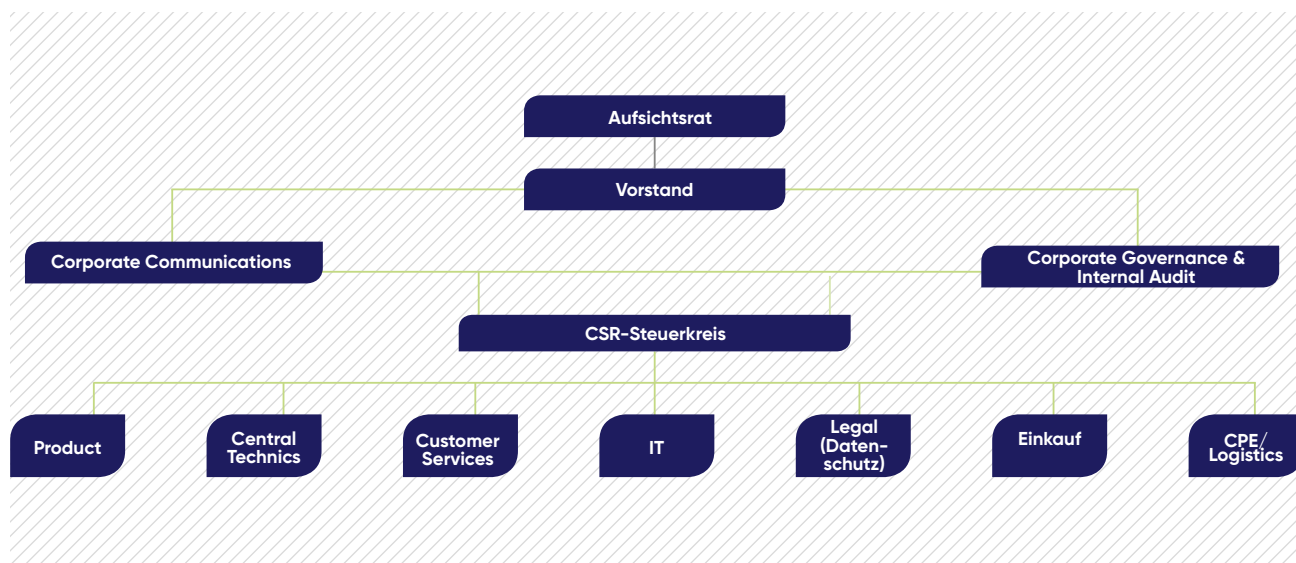 Aufsichtsrat
Vorstand
Corporate Communications
Corporate Governance &
Internal Audit
CSR-Steuerkreis
Product
Central
Technics
Customer
Services
IT
Legal
(Daten-
schutz)
Einkauf
CPE/
Logistics